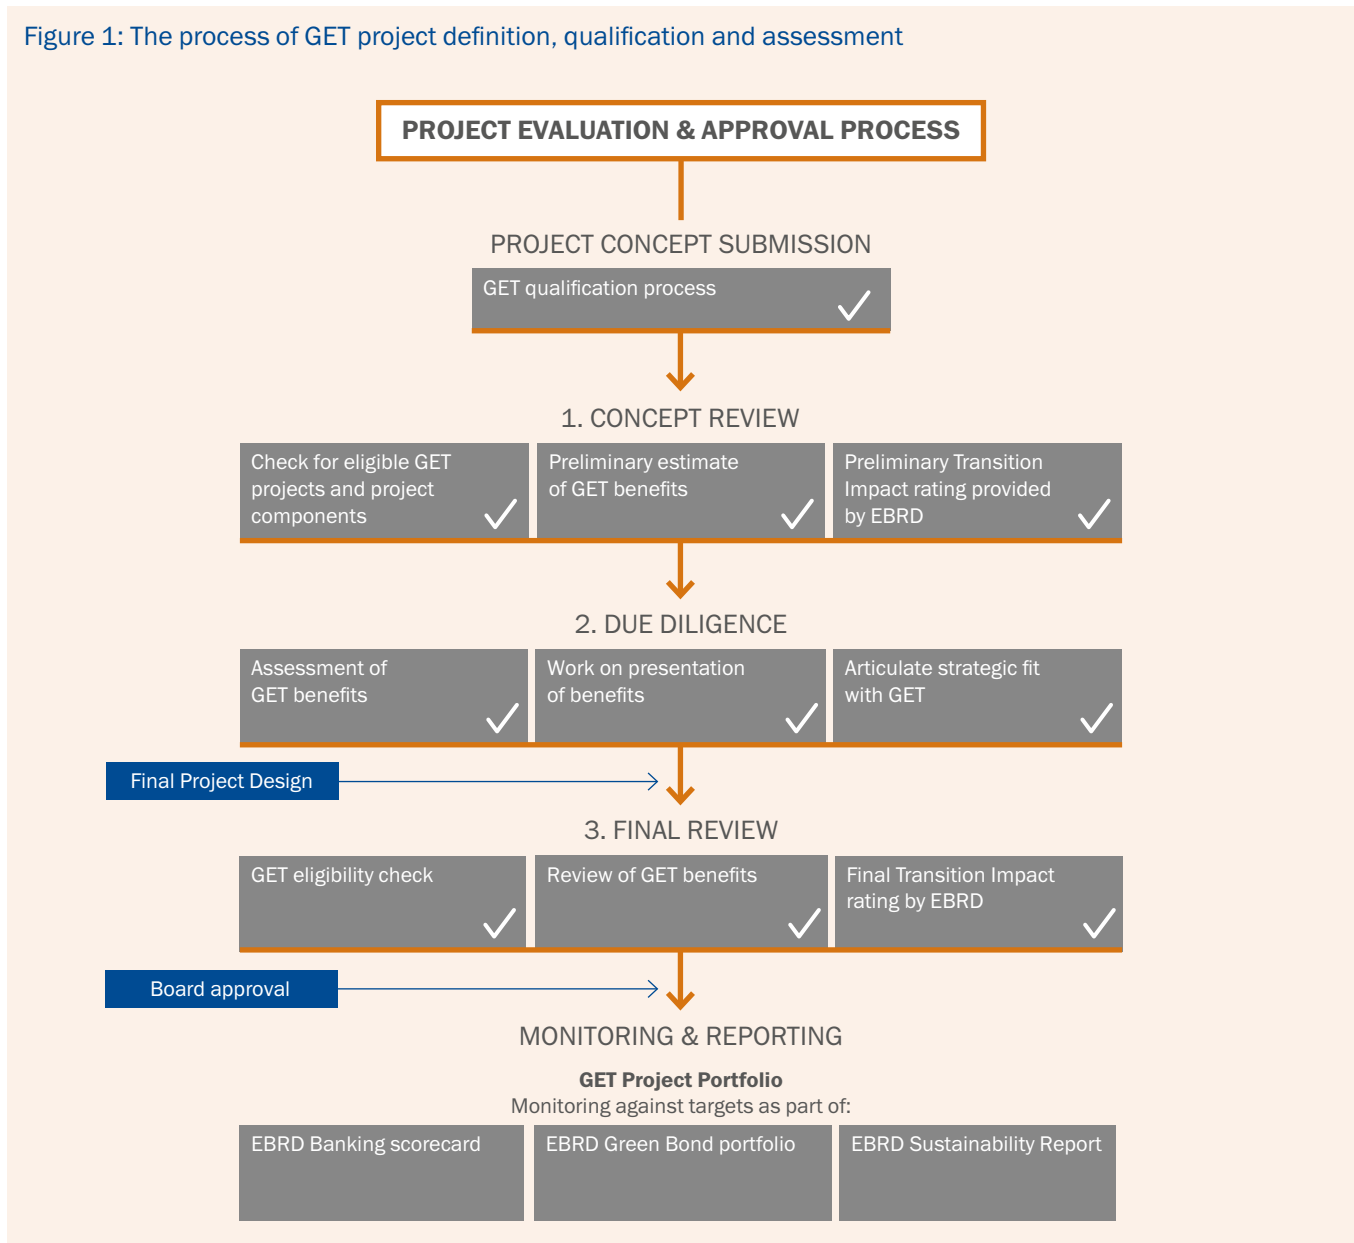 Figure 1: The process of GET project definition, qualification and assessment
PROJECT EVALUATION & APPROVAL PROCESS
PROJECT CONCEPT SUBMISSION
GET qualification process
1. CONCEPT REVIEW
Check for eligible GET
projects and project
components
Preliminary estimate
of GET benefits
Preliminary Transition
Impact rating provided
by EBRD
2. DUE DILIGENCE
Assessment of
GET benefits
Work on presentation
of benefits
Articulate strategic fit
with GET
Final Project Design
3. FINAL REVIEW
GET eligibility check
Review of GET benefits
Final Transition Impact
rating by EBRD
Board approval
MONITORING & REPORTING
GET Project Portfolio
Monitoring against targets as part of:
EBRD Banking scorecard
EBRD Green Bond portfolio
EBRD Sustainability Report